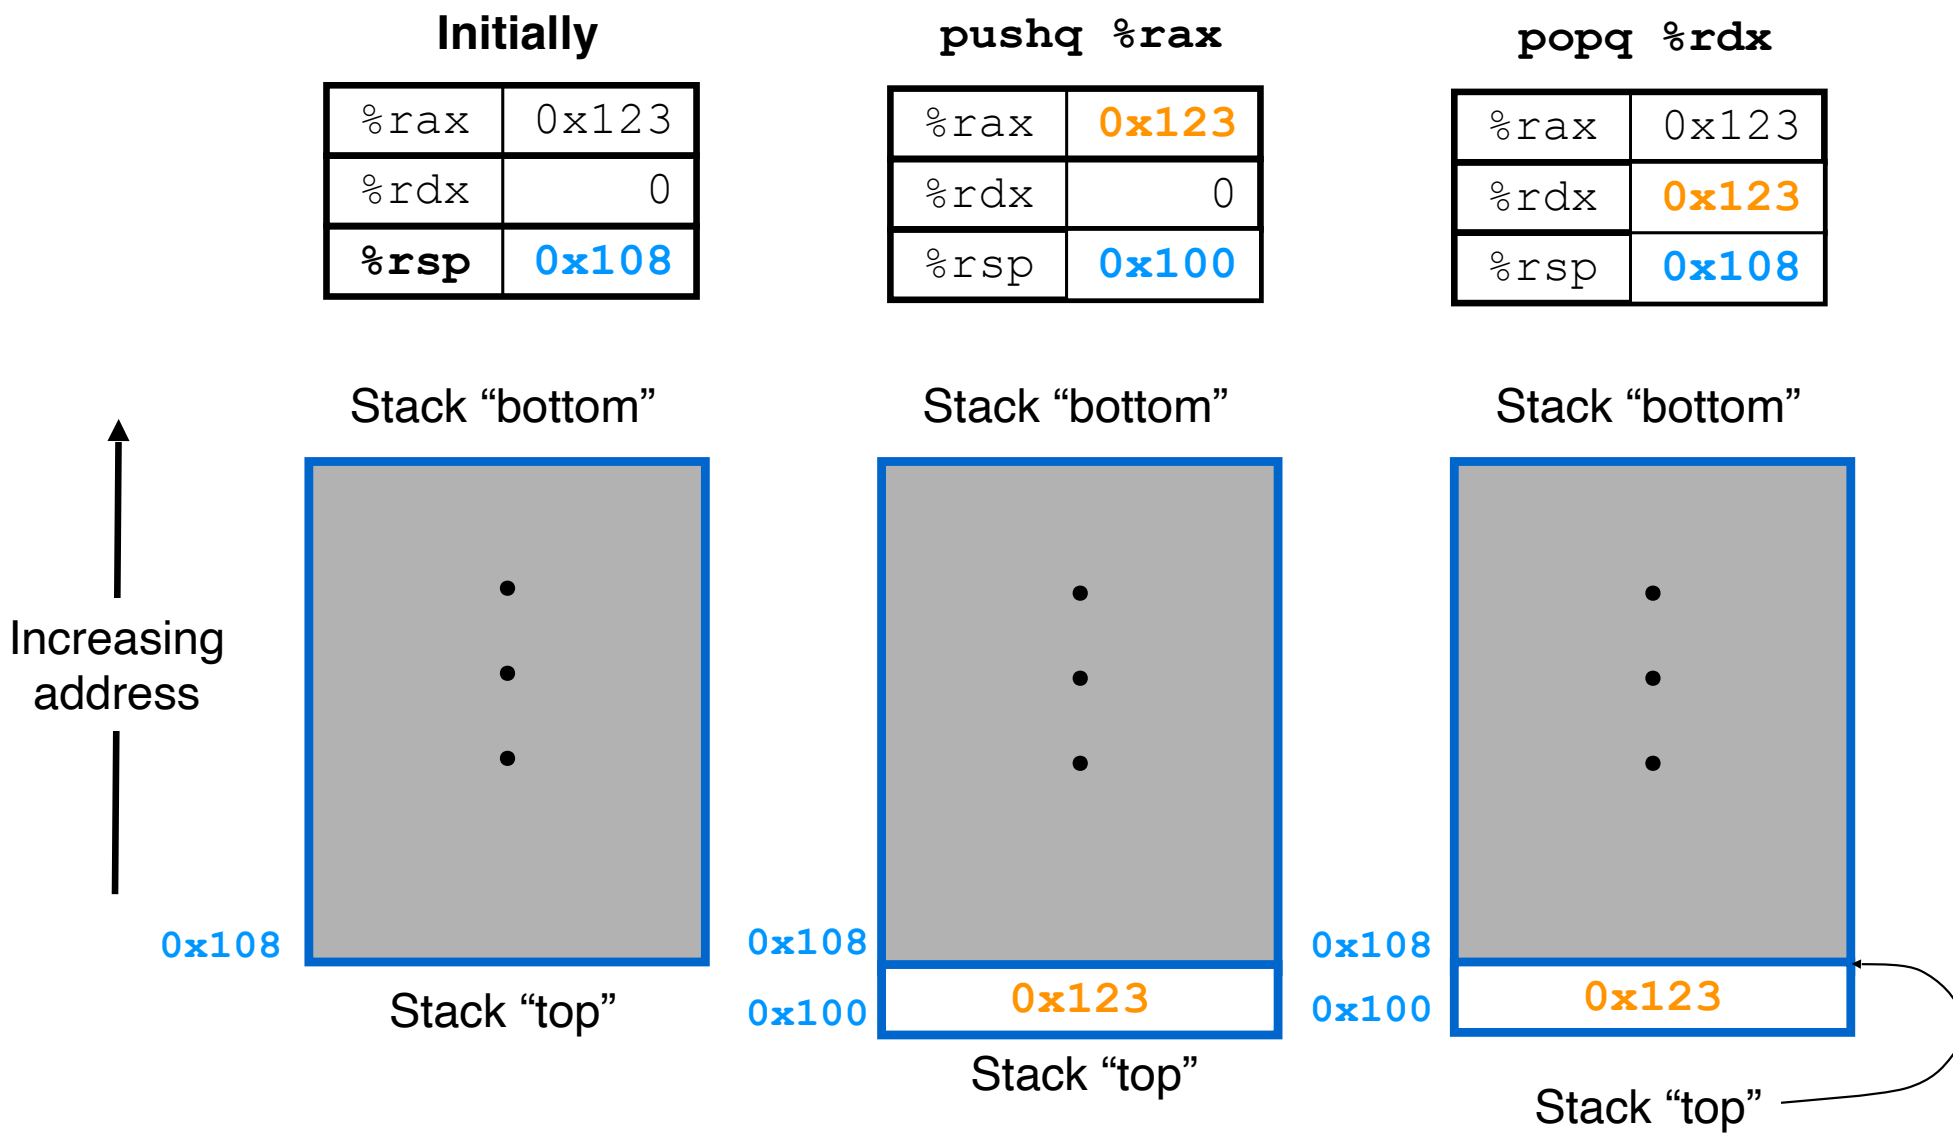 Initially
%rax 0x123
%rdx 0
%rsp 0x108
Stack “bottom”
Increasing
address
0x108
Stack “top”
pushq %rax
%rax 0x123
%rdx 0
%rsp 0x100
Stack “bottom”
0x108
0x100 0x123
Stack “top”
popq %rdx
%rax 0x123
%rdx 0x123
%rsp 0x108
Stack “bottom”
0x108
0x100 0x123
Stack “top”